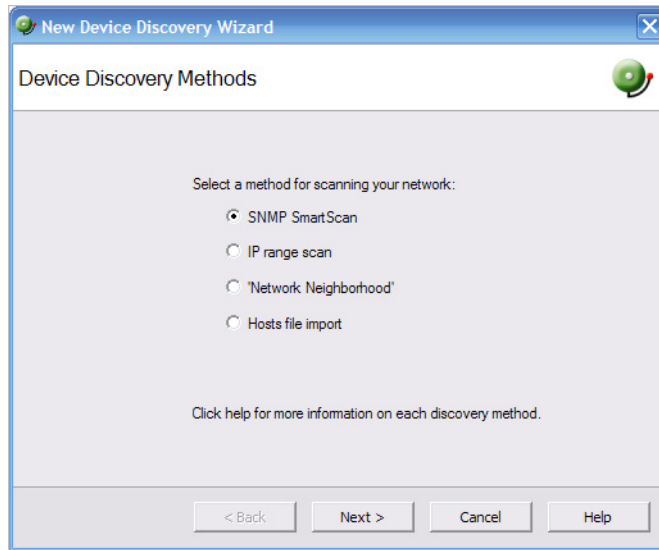 New Device Discovery Wizard
Device Discovery Methods
Select a method for scanning your network:
SNMP SmartScan
IP range scan
'Network Neighborhood'
Hosts file import
Click help for more information on each discovery method.
< Back Next > Cancel Help